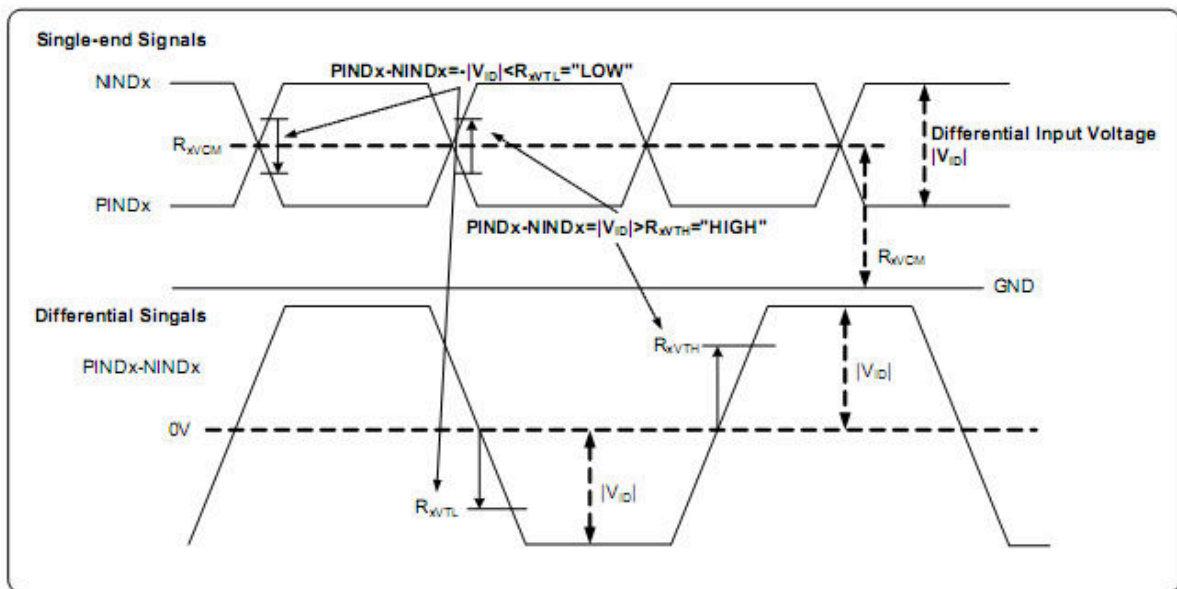 Single-end Signals
PINDx-NINDx=-|VID|<RxVTL="LOW"
NINDx
RxVCM
Differential Input Voltage
|VID|
PINDx
PINDx-NINDx=|VID|>RxVTH="HIGH"
RxVCM
GND
Differential Singals
RxVTH
PINDx-NINDx
|VID|
0V
|VID|
RxVTL